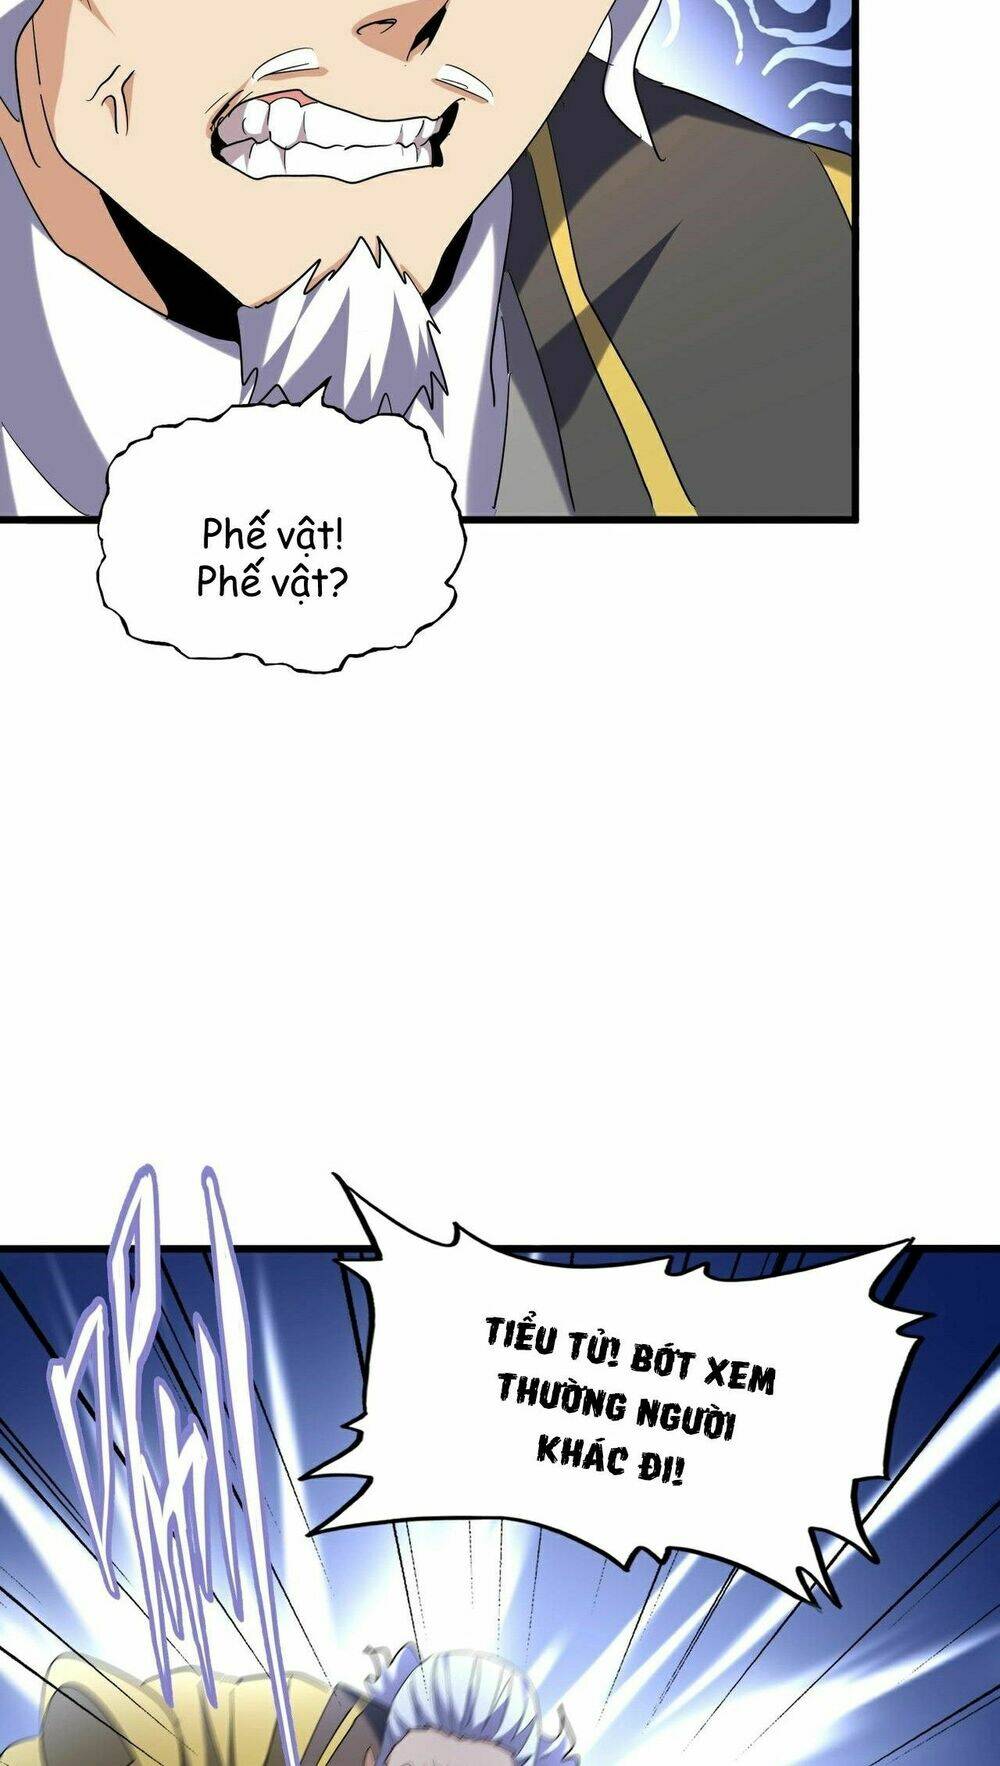 Phế vật!
Phế vật?
TIỂU TỬ! BỚT XEM
THƯỜNG NGƯỜI
KHÁC ĐI!